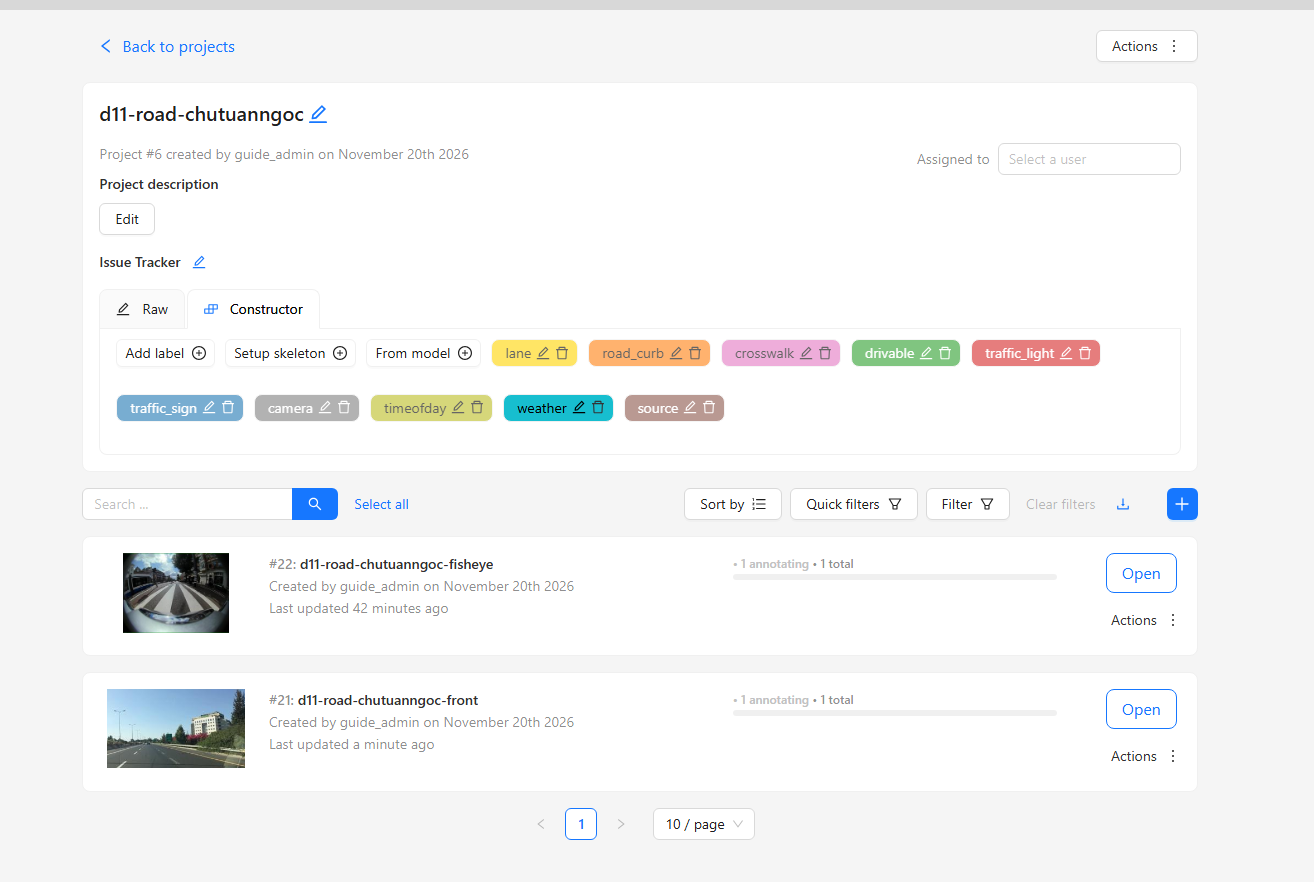 Back to projects
Actions
d11-road-chutuanngoc
Project #6 created by guide_admin on November 20th 2026
Assigned to
Select a user
Project description
Edit
Issue Tracker
Raw
Constructor
Add label
Setup skeleton
From model
lane
road_curb
crosswalk
drivable
traffic_light
traffic_sign
camera
timeofday
weather
source
Search ...
Select all
Sort by
Quick filters
Filter
Clear filters
#22: d11-road-chutuanngoc-fisheye
Created by guide_admin on November 20th 2026
Last updated 42 minutes ago
• 1 annotating • 1 total
Open
Actions
#21: d11-road-chutuanngoc-front
Created by guide_admin on November 20th 2026
Last updated a minute ago
• 1 annotating • 1 total
Open
Actions
1
10 / page